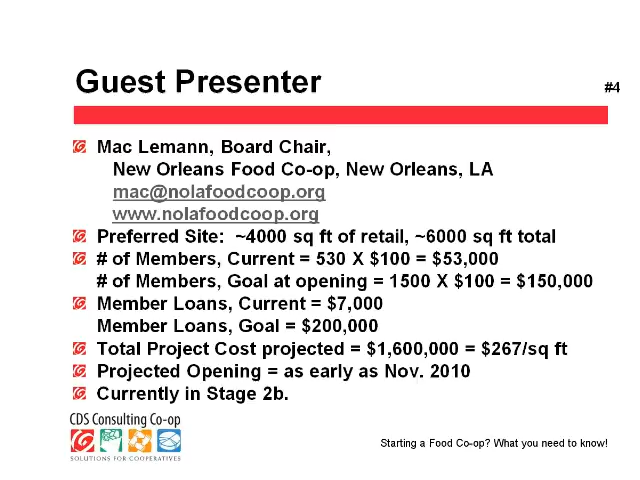 Guest Presenter
#4
Mac Lemann, Board Chair,
New Orleans Food Co-op, New Orleans, LA
mac@nolafoodcoop.org
www.nolafoodcoop.org
Preferred Site: ~4000 sq ft of retail, ~6000 sq ft total
# of Members, Current = 530 X $100 = $53,000
# of Members, Goal at opening = 1500 X $100 = $150,000
Member Loans, Current = $7,000
Member Loans, Goal = $200,000
Total Project Cost projected = $1,600,000 = $267/sq ft
Projected Opening = as early as Nov. 2010
Currently in Stage 2b.
CDS Consulting Co-op
SOLUTIONS FOR COOPERATIVES
Starting a Food Co-op? What you need to know!